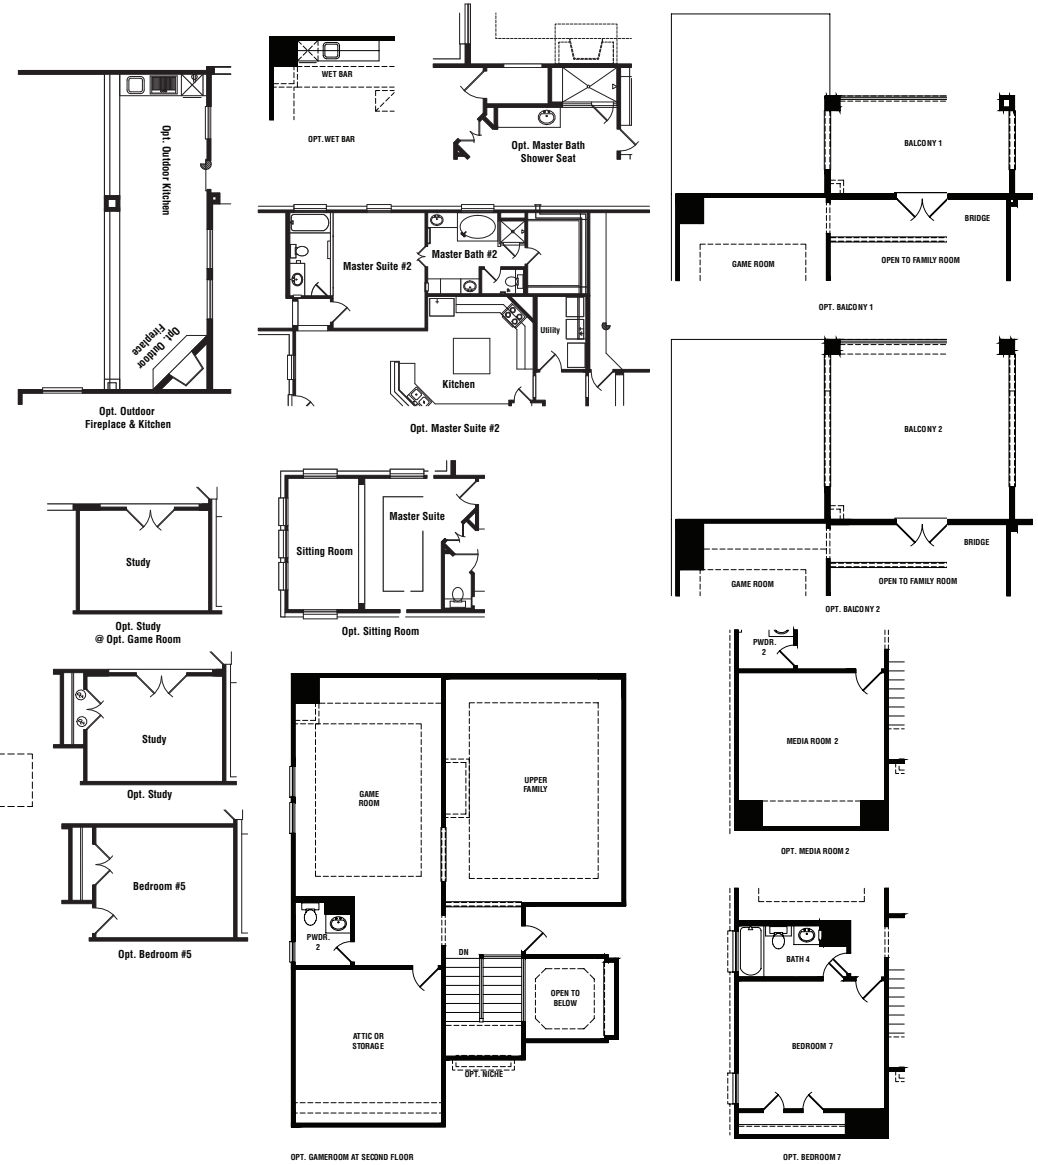 WET BAR
OPT. WET BAR
Opt. Master Bath
Shower Seat
Opt. Outdoor Kitchen
Opt. Outdoor
Fireplace
Opt. Outdoor
Fireplace & Kitchen
Master Suite #2
Master Bath #2
Utility
Kitchen
Opt. Master Suite #2
BALCONY 1
BRIDGE
GAME ROOM
OPEN TO FAMILY ROOM
OPT. BALCONY 1
BALCONY 2
BRIDGE
GAME ROOM
OPEN TO FAMILY ROOM
OPT. BALCONY 2
Study
Opt. Study
@ Opt. Game Room
Master Suite
Sitting Room
Opt. Sitting Room
Study
Opt. Study
Bedroom #5
Opt. Bedroom #5
GAME
ROOM
UPPER
FAMILY
PWDR.
2
DN
OPEN TO
BELOW
ATTIC OR
STORAGE
OPT. NICHE
OPT. GAMEROOM AT SECOND FLOOR
PWDR.
2
MEDIA ROOM 2
OPT. MEDIA ROOM 2
BATH 4
BEDROOM 7
OPT. BEDROOM 7